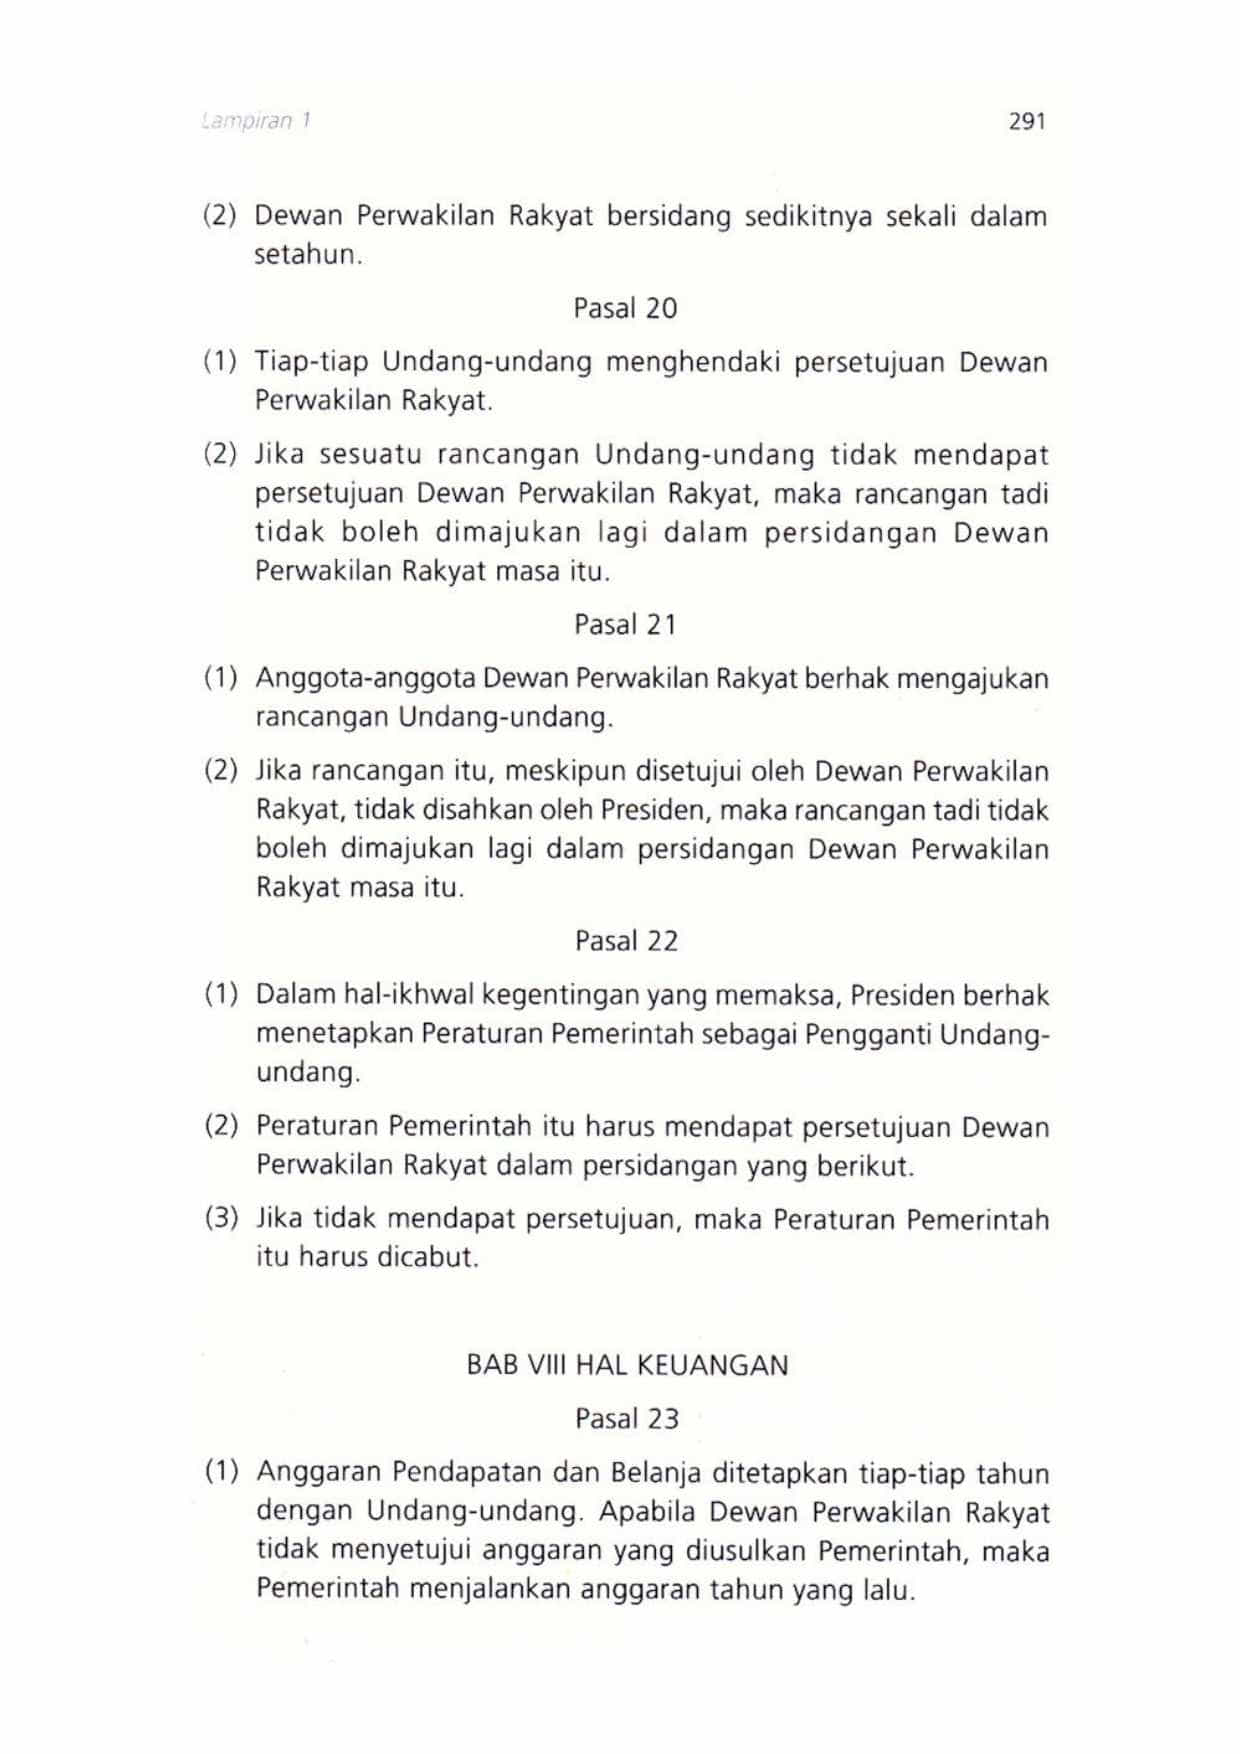 Lampiran 1 291
(2) Dewan Perwakilan Rakyat bersidang sedikitnya sekali dalam
setahun.
Pasal 20
(1) Tiap-tiap Undang-undang menghendaki persetujuan Dewan
Perwakilan Rakyat.
(2) Jika sesuatu rancangan Undang-undang tidak mendapat
persetujuan Dewan Perwakilan Rakyat, maka rancangan tadi
tidak boleh dimajukan lagi dalam persidangan Dewan
Perwakilan Rakyat masa itu.
Pasal 21
(1) Anggota-anggota Dewan Perwakilan Rakyat berhak mengajukan
rancangan Undang-undang.
(2) Jika rancangan itu, meskipun disetujui oleh Dewan Perwakilan
Rakyat, tidak disahkan oleh Presiden, maka rancangan tadi tidak
boleh dimajukan lagi dalam persidangan Dewan Perwakilan
Rakyat masa itu.
Pasal 22
(1) Dalam hal-ikhwal kegentingan yang memaksa, Presiden berhak
menetapkan Peraturan Pemerintah sebagai Pengganti Undang-
undang.
(2) Peraturan Pemerintah itu harus mendapat persetujuan Dewan
Perwakilan Rakyat dalam persidangan yang berikut.
(3) Jika tidak mendapat persetujuan, maka Peraturan Pemerintah
itu harus dicabut.
BAB VIII HAL KEUANGAN
Pasal 23
(1) Anggaran Pendapatan dan Belanja ditetapkan tiap-tiap tahun
dengan Undang-undang. Apabila Dewan Perwakilan Rakyat
tidak menyetujui anggaran yang diusulkan Pemerintah, maka
Pemerintah menjalankan anggaran tahun yang lalu.